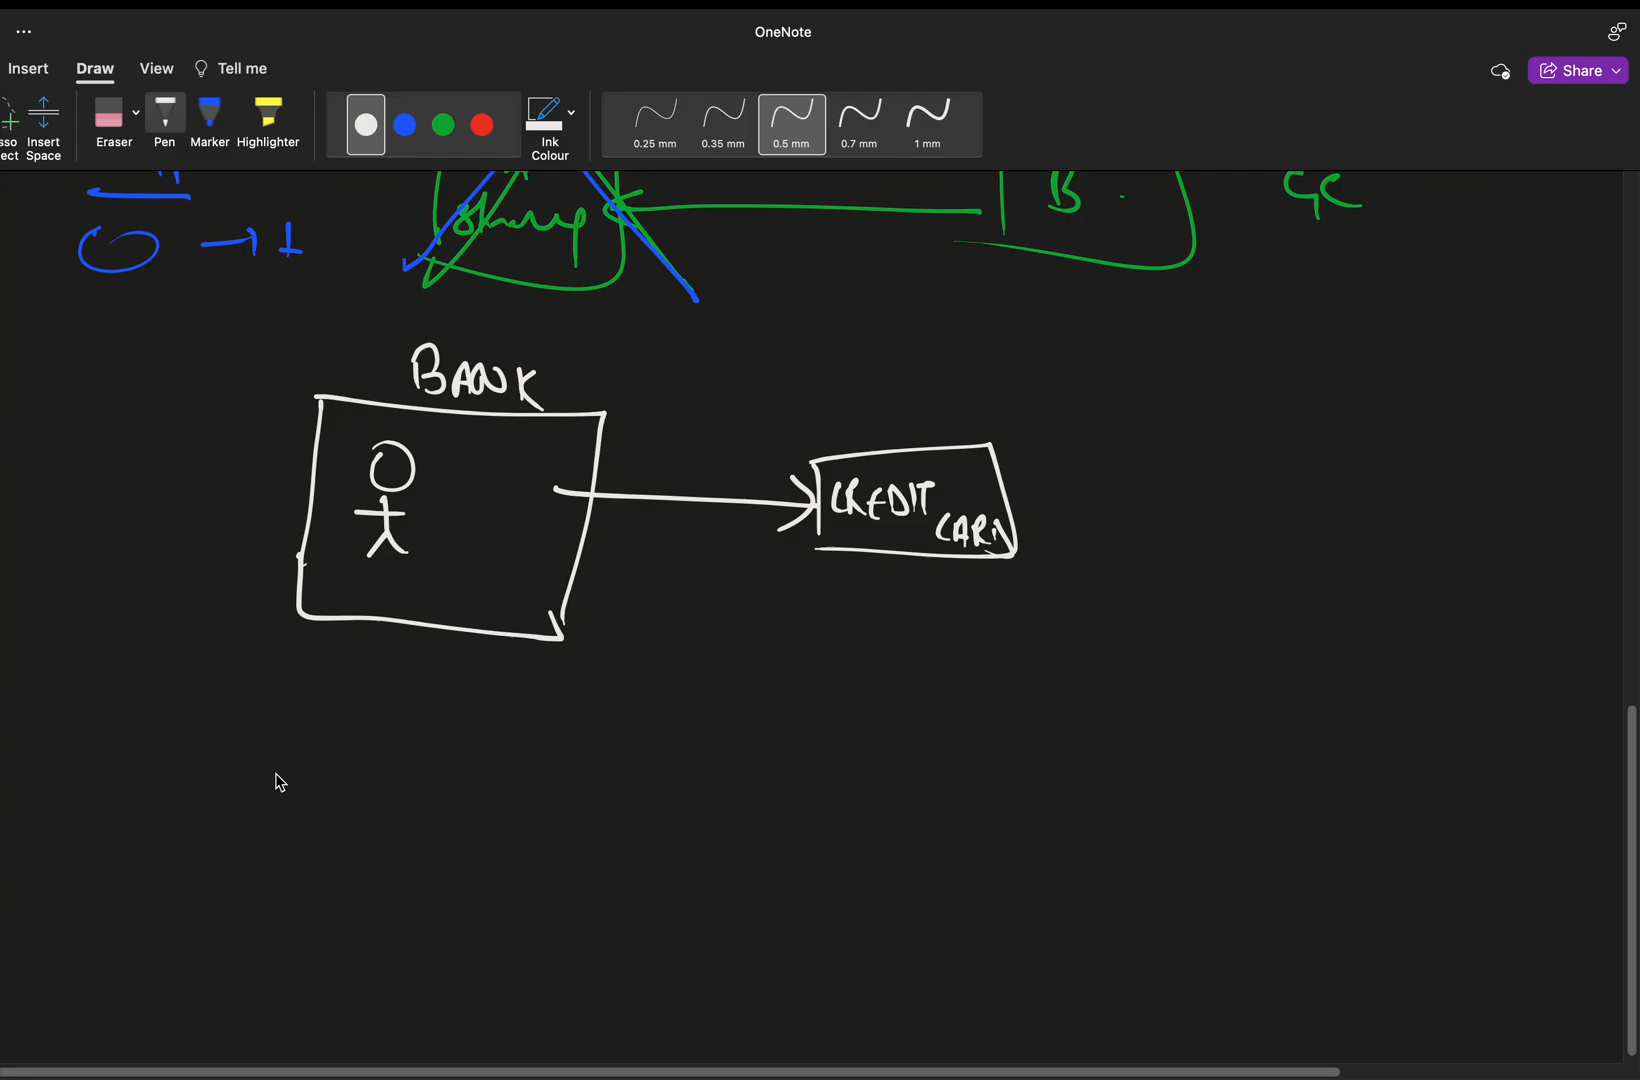 OneNote
Insert Draw View Tell me
Share
Eraser Pen Marker Highlighter
Insert Space
Ink Colour
0.25 mm 0.35 mm 0.5 mm 0.7 mm 1 mm
B
GC
BANK
CREDIT
CARD